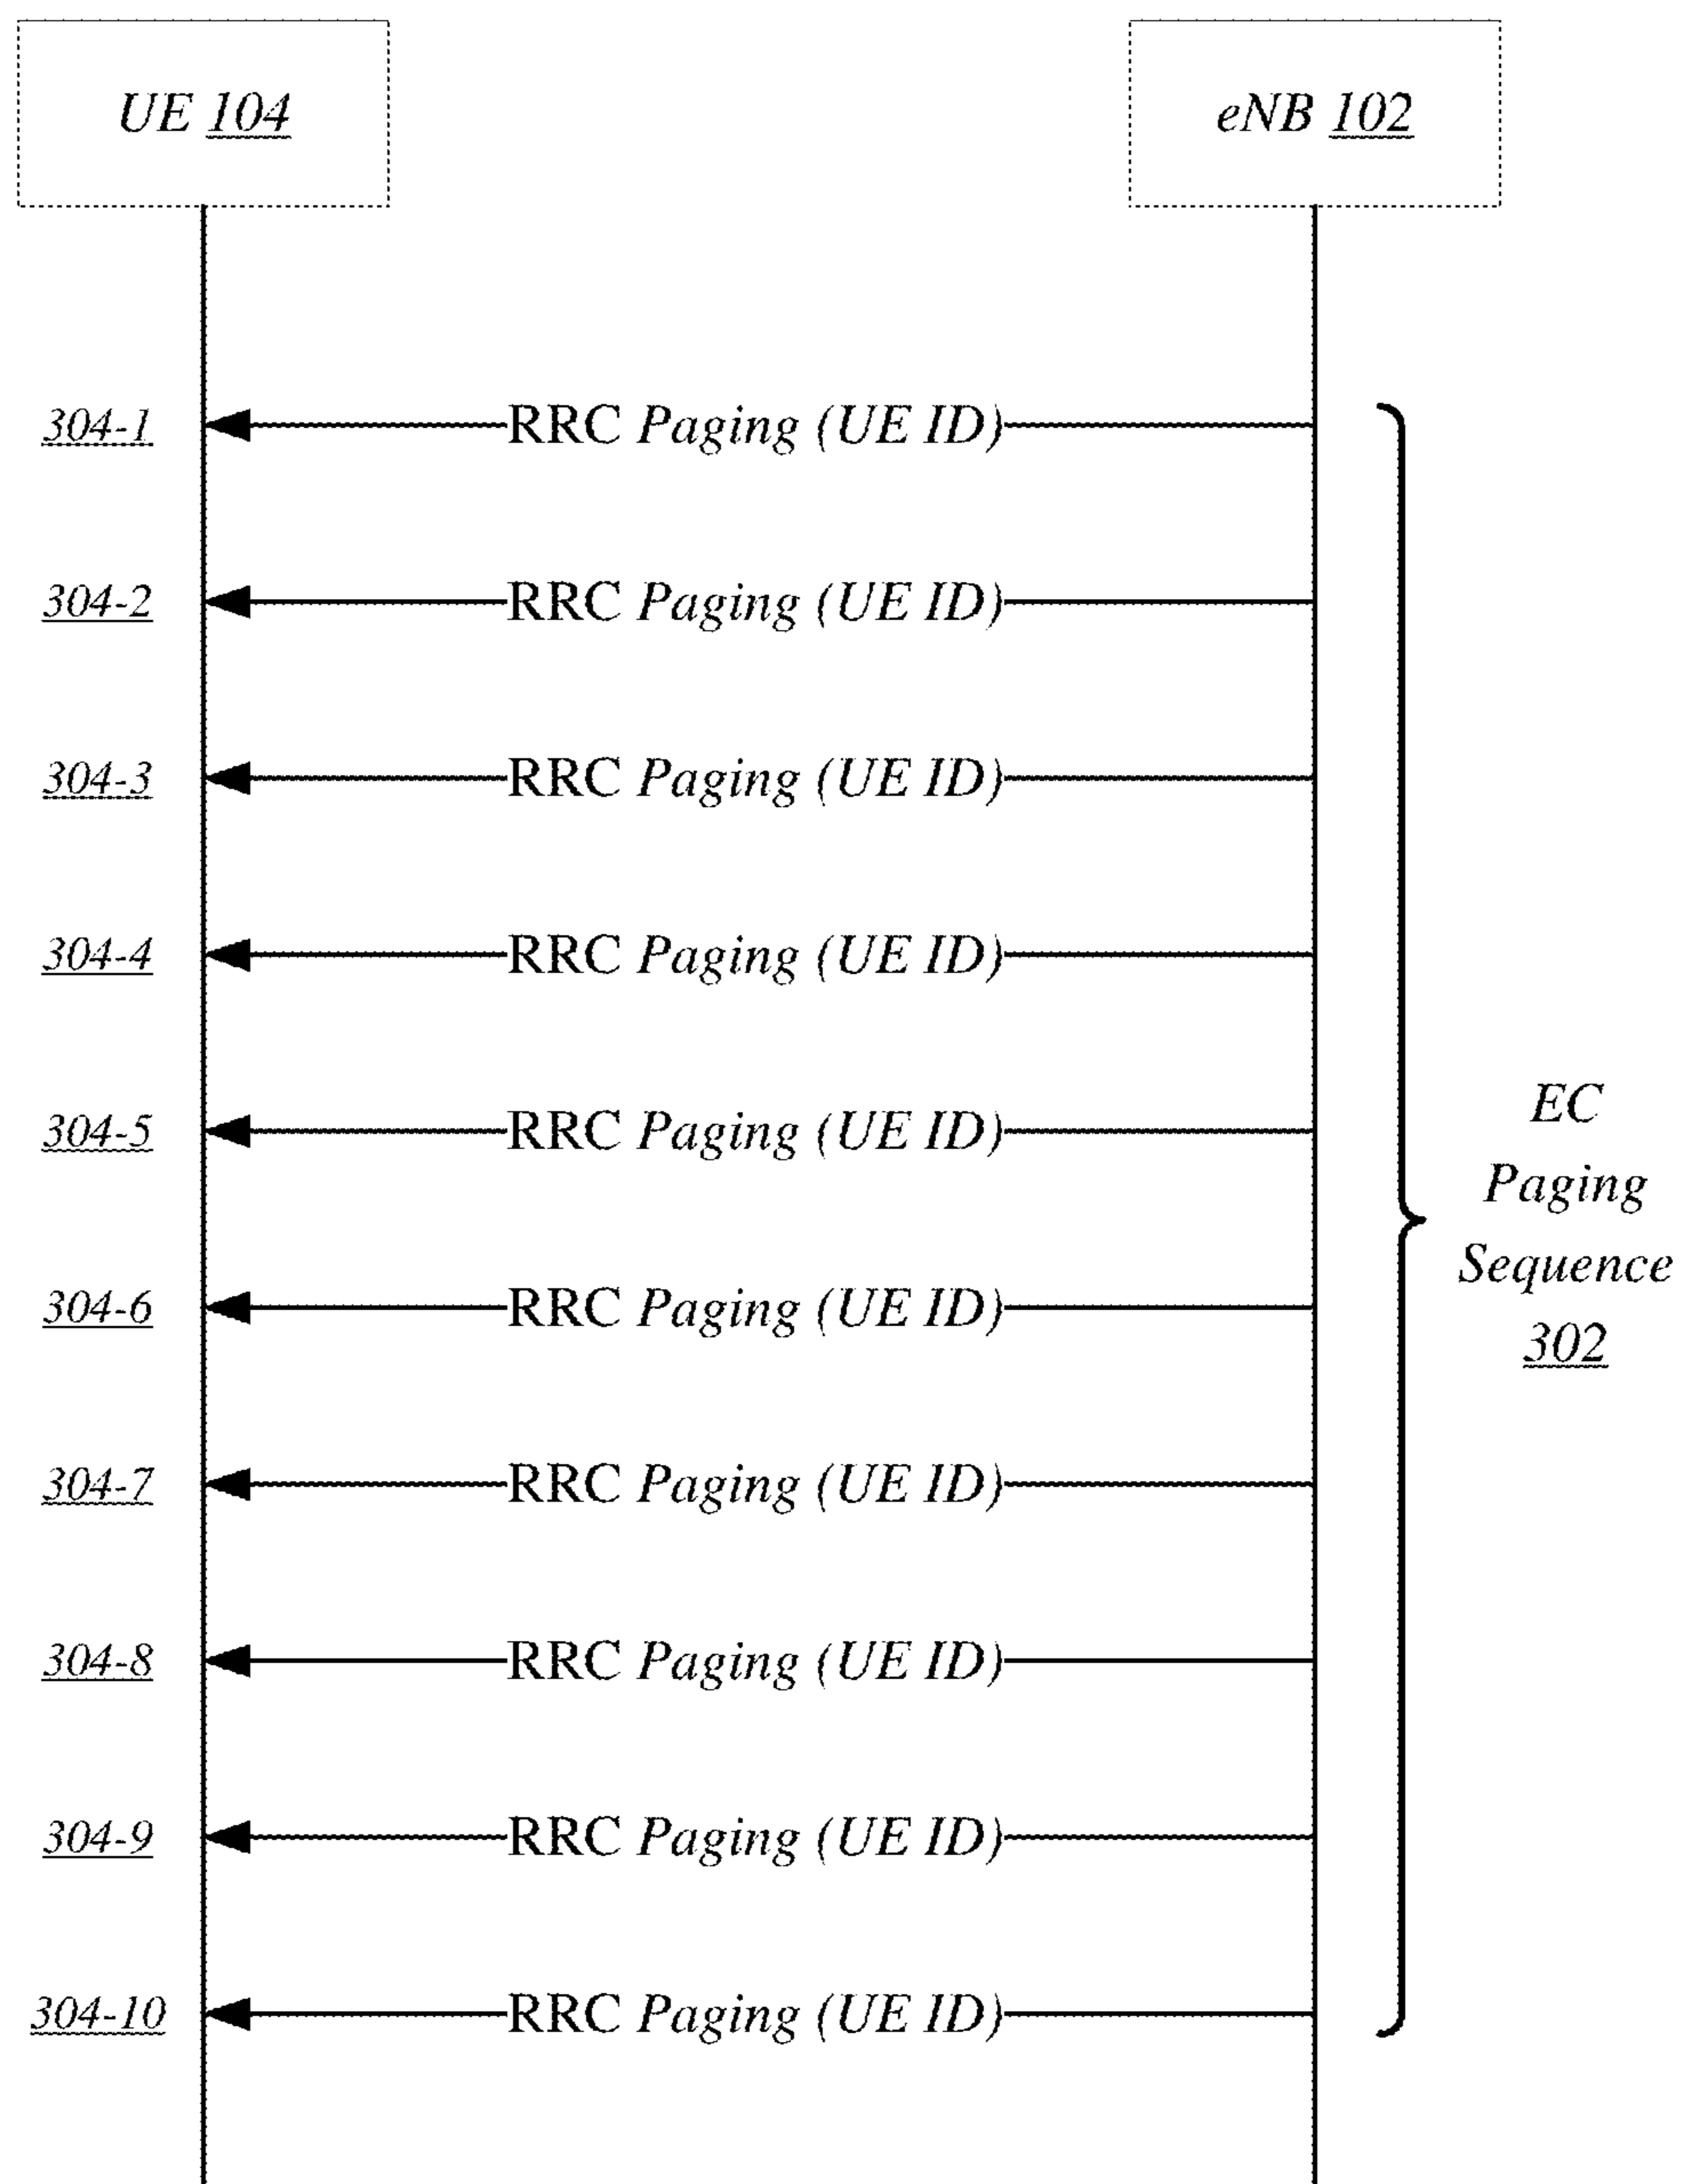 UE 104
eNB 102
304-1 RRC Paging (UE ID)
304-2 RRC Paging (UE ID)
304-3 RRC Paging (UE ID)
304-4 RRC Paging (UE ID)
304-5 RRC Paging (UE ID)
304-6 RRC Paging (UE ID)
304-7 RRC Paging (UE ID)
304-8 RRC Paging (UE ID)
304-9 RRC Paging (UE ID)
304-10 RRC Paging (UE ID)
EC
Paging
Sequence
302